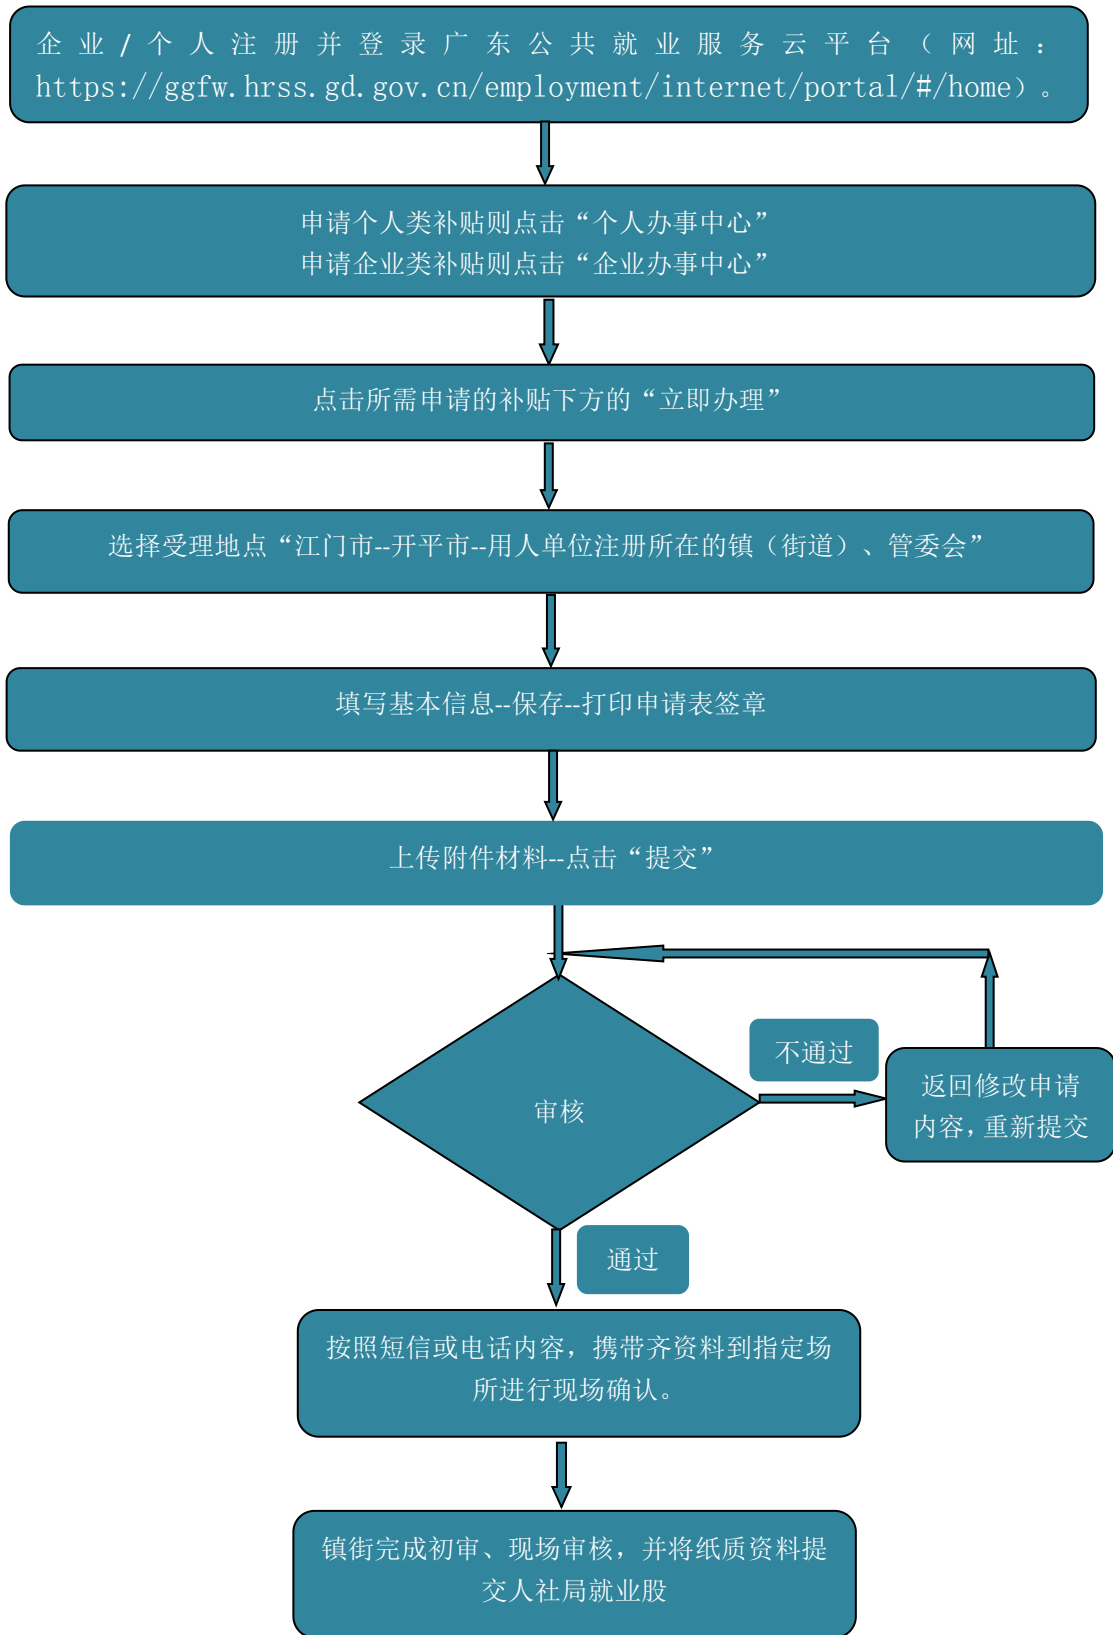 企业/个人注册并登录广东公共就业服务云平台（网址：
https://ggfw.hrss.gd.gov.cn/employment/internet/portal/#/home）。
申请个人类补贴则点击“个人办事中心”
申请企业类补贴则点击“企业办事中心”
点击所需申请的补贴下方的“立即办理”
选择受理地点“江门市--开平市--用人单位注册所在的镇（街道）、管委会”
填写基本信息--保存--打印申请表签章
上传附件材料--点击“提交”
审核
不通过
返回修改申请
内容，重新提交
通过
按照短信或电话内容，携带齐资料到指定场
所进行现场确认。
镇街完成初审、现场审核，并将纸质资料提
交人社局就业股